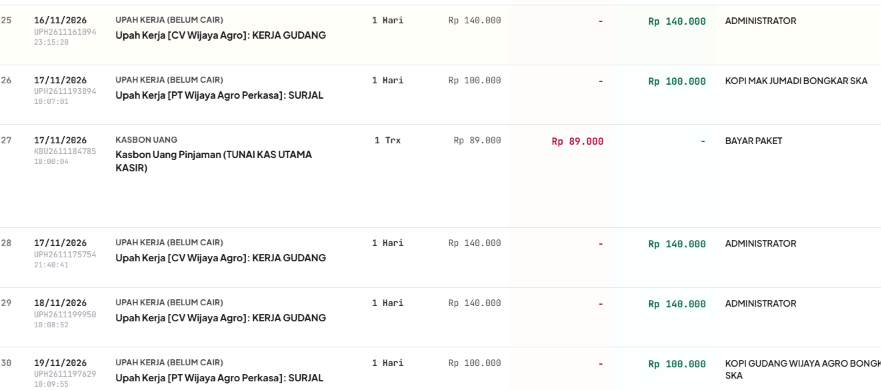 25 16/11/2026 UPAH KERJA (BELUM CAIR) 1 Hari Rp 140.000 - Rp 140.000 ADMINISTRATOR
UPH2611161094 Upah Kerja [CV Wijaya Agro]: KERJA GUDANG
23:15:20
26 17/11/2026 UPAH KERJA (BELUM CAIR) 1 Hari Rp 100.000 - Rp 100.000 KOPI MAK JUMADI BONGKAR SKA
UPH2611193894 Upah Kerja [PT Wijaya Agro Perkasa]: SURJAL
18:07:01
27 17/11/2026 KASBON UANG 1 Trx Rp 89.000 Rp 89.000 - BAYAR PAKET
KBU2611184785 Kasbon Uang Pinjaman (TUNAI KAS UTAMA
18:08:04 KASIR)
28 17/11/2026 UPAH KERJA (BELUM CAIR) 1 Hari Rp 140.000 - Rp 140.000 ADMINISTRATOR
UPH2611175754 Upah Kerja [CV Wijaya Agro]: KERJA GUDANG
21:40:41
29 18/11/2026 UPAH KERJA (BELUM CAIR) 1 Hari Rp 140.000 - Rp 140.000 ADMINISTRATOR
UPH2611199950 Upah Kerja [CV Wijaya Agro]: KERJA GUDANG
18:08:52
30 19/11/2026 UPAH KERJA (BELUM CAIR) 1 Hari Rp 100.000 - Rp 100.000 KOPI GUDANG WIJAYA AGRO BONGK
UPH2611197629 Upah Kerja [PT Wijaya Agro Perkasa]: SURJAL SKA
18:09:55